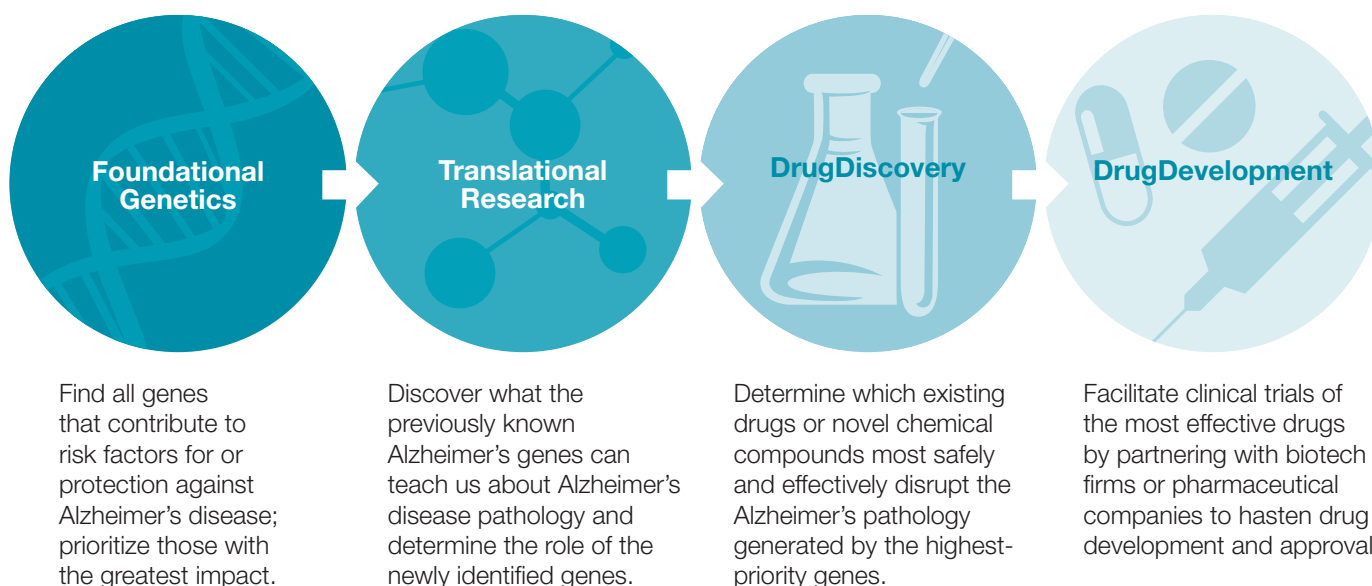 Foundational
Genetics
Translational
Research
DrugDiscovery
DrugDevelopment
Find all genes
that contribute to
risk factors for or
protection against
Alzheimer’s disease;
prioritize those with
the greatest impact.
Discover what the
previously known
Alzheimer’s genes can
teach us about Alzheimer’s
disease pathology and
determine the role of the
newly identified genes.
Determine which existing
drugs or novel chemical
compounds most safely
and effectively disrupt the
Alzheimer’s pathology
generated by the highest-
priority genes.
Facilitate clinical trials of
the most effective drugs
by partnering with biotech
firms or pharmaceutical
companies to hasten drug
development and approval